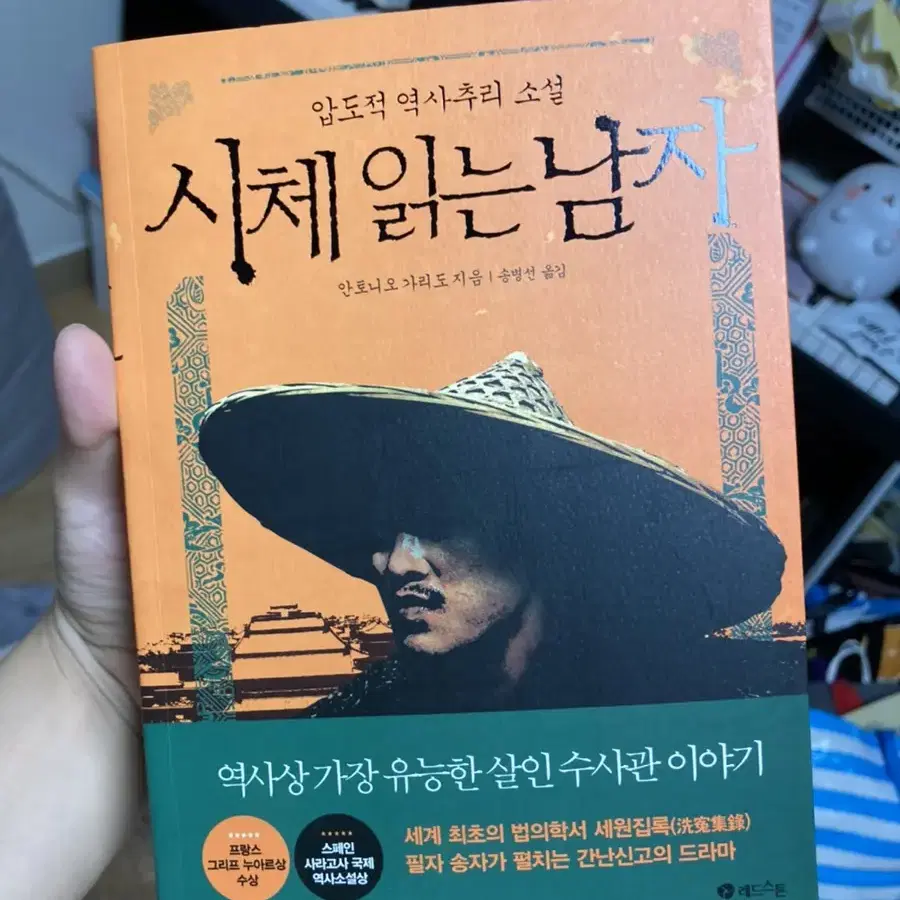 압도적 역사추리 소설
시체 읽는 남자
안토니오 가리도 지음 | 송병선 옮김
역사상 가장 유능한 살인 수사관 이야기
★★★★★
프랑스
그리프 누아르상
수상
★★★★★
스페인
사라고사 국제
역사소설상
세계 최초의 법의학서 세원집록(洗寃集錄)
필자 송자가 펼치는 간난신고의 드라마
레드스톤